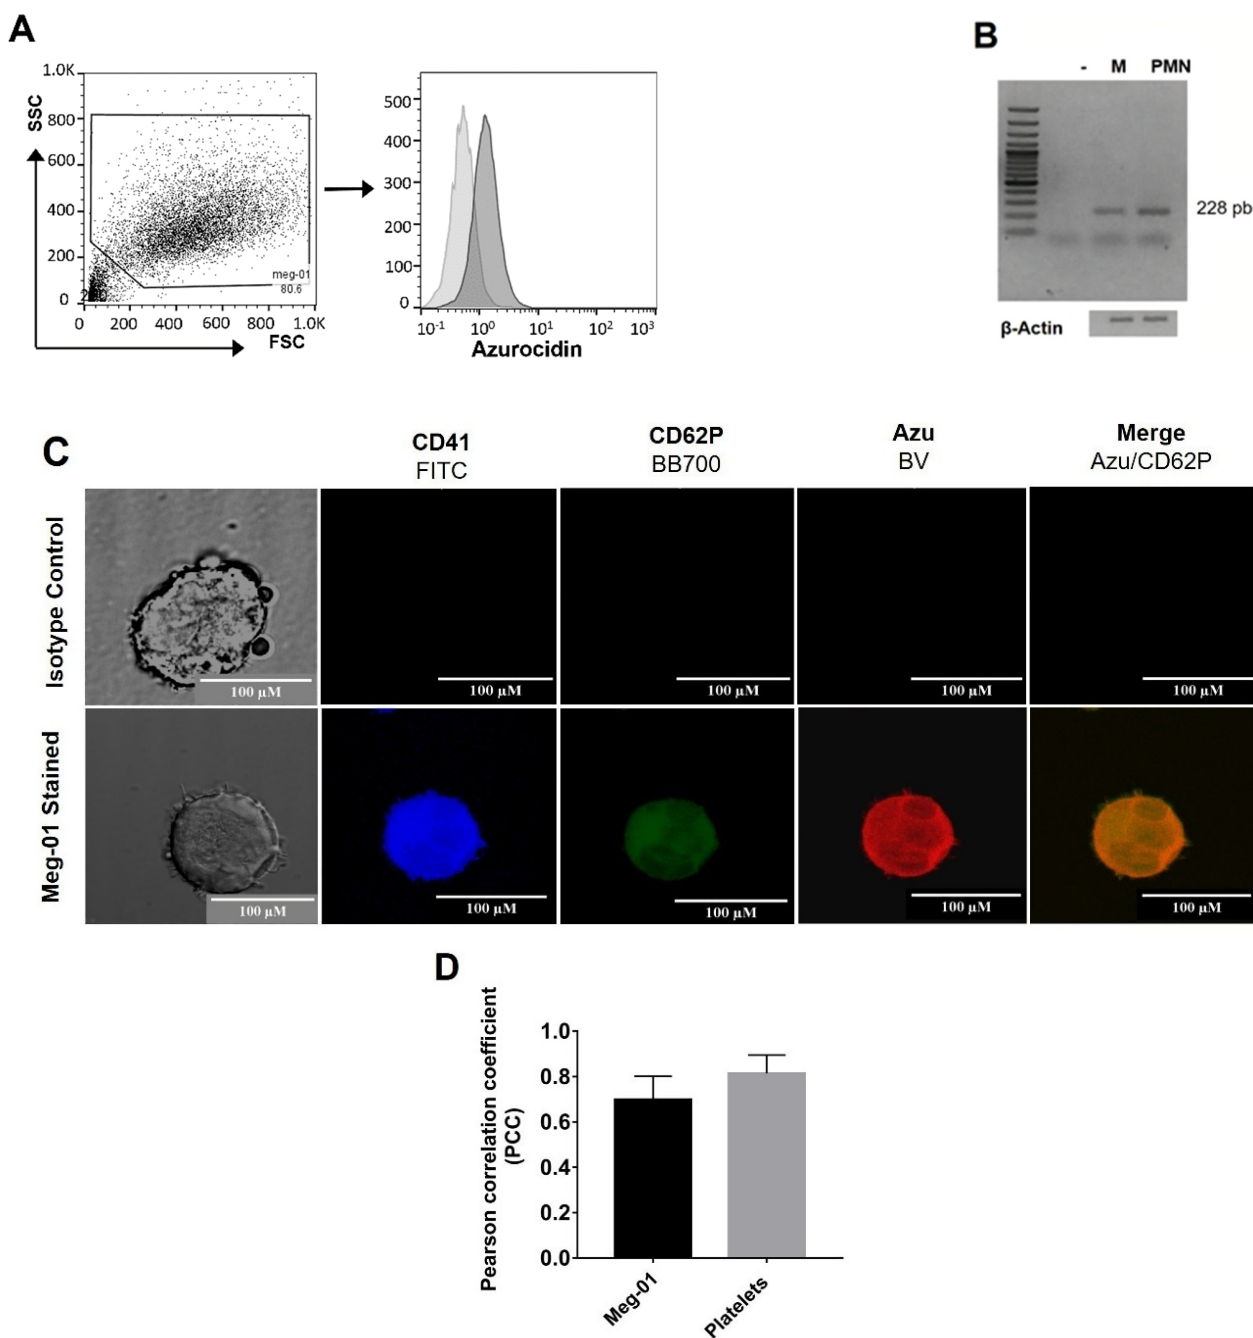 A
SSC
1.0K
800
600
400
200
0
meg-01
80.6
0 200 400 600 800 1.0K
FSC
500
400
300
200
100
0
10-1 100 101 102 103
Azurocidin
B
- M PMN
228 pb
β-Actin
C
CD41 CD62P Azu Merge
FITC BB700 BV Azu/CD62P
Isotype Control
100 µM 100 µM 100 µM 100 µM 100 µM
Meg-01 Stained
100 µM 100 µM 100 µM 100 µM 100 µM
D
Pearson correlation coefficient
(PCC)
1.0
0.8
0.6
0.4
0.2
0.0
Meg-01 Platelets